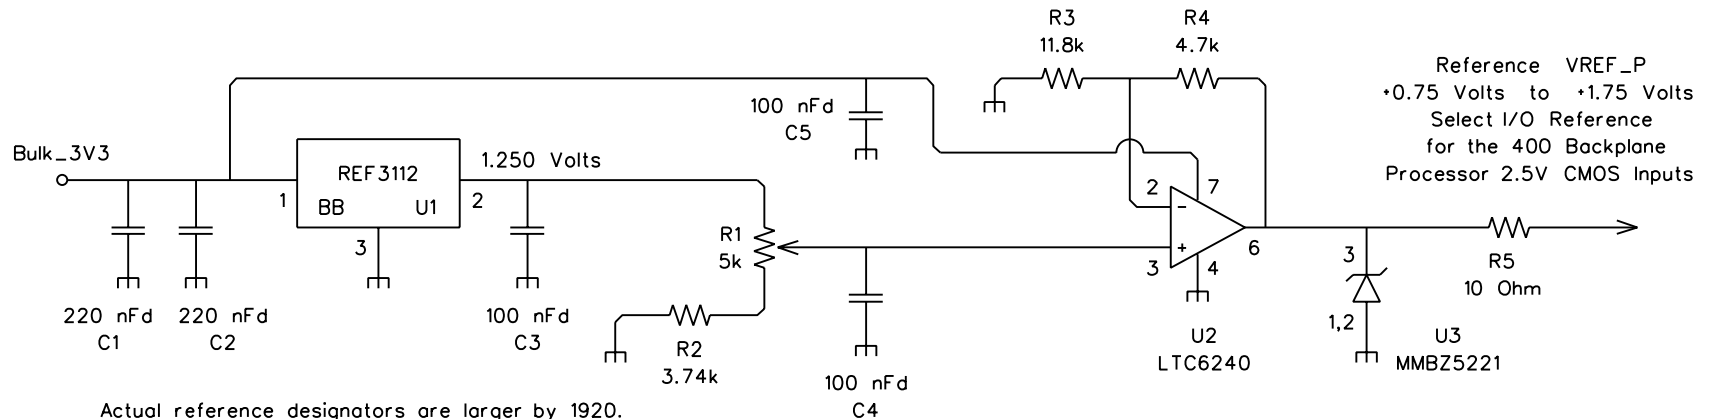 R3
11.8k
R4
4.7k
Reference VREF_P
+0.75 Volts to +1.75 Volts
Select I/O Reference
for the 400 Backplane
Processor 2.5V CMOS Inputs
100 nFd
C5
Bulk_3V3
1
REF3112
BB U1
3
1.250 Volts
2
R1
5k
2
7
3
4
6
3
1,2
R5
10 Ohm
220 nFd
C1
220 nFd
C2
100 nFd
C3
R2
3.74k
100 nFd
C4
U2
LTC6240
U3
MMBZ5221
Actual reference designators are larger by 1920.